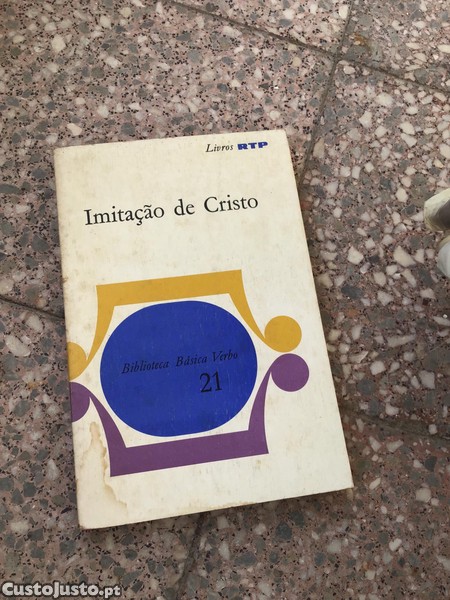 Livros RTP
Imitação de Cristo
Biblioteca Básica Verbo
21
CustoJusto.pt